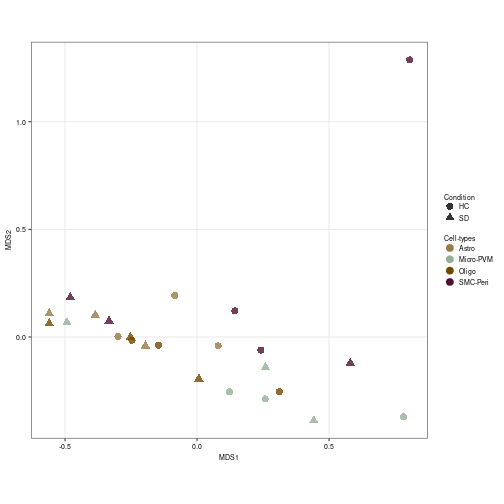 1.0
0.5
0.0
MDS2
-0.5
0.0
0.5
MDS1
Condition
HC
SD
Cell-types
Astro
Micro-PVM
Oligo
SMC-Peri